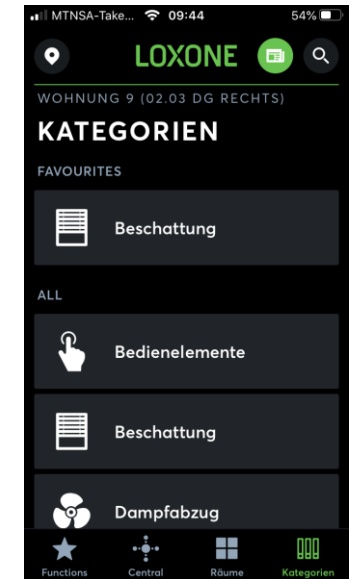 MTNSA-Take... 09:44 54%
LOXONE
WOHNUNG 9 (02.03 DG RECHTS)
KATEGORIEN
FAVOURITES
Beschattung
ALL
Bedienelemente
Beschattung
Dampfabzug
Functions Central Räume Kategorien